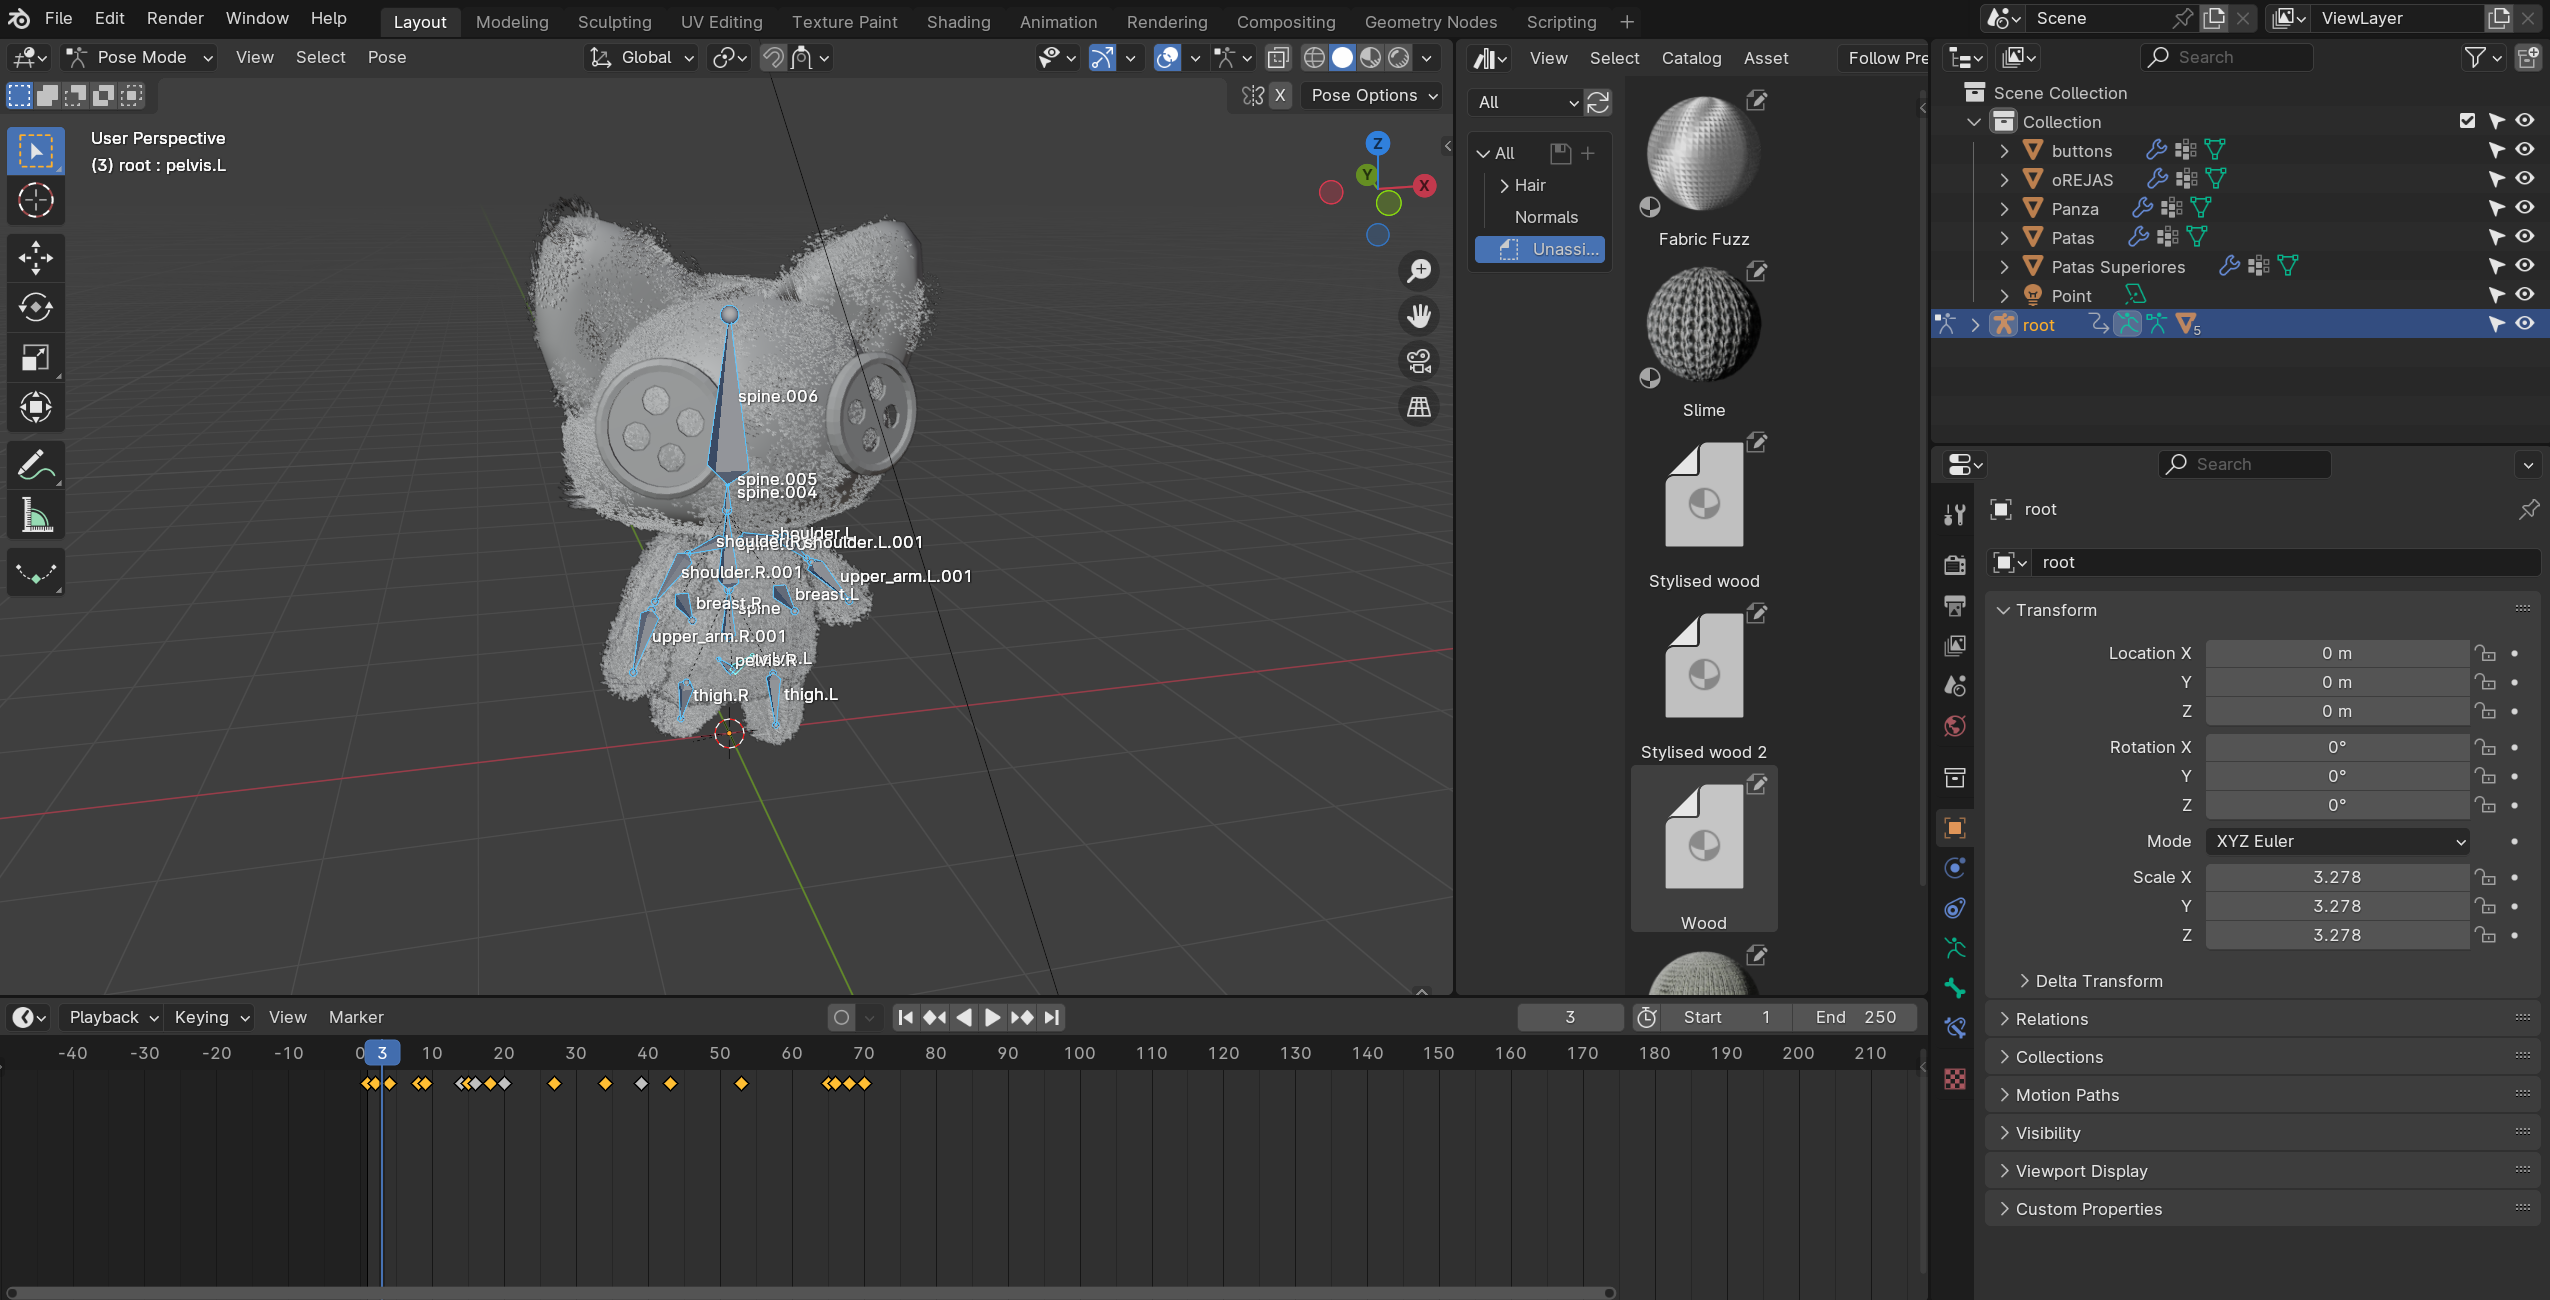 File Edit Render Window Help
Layout Modeling Sculpting UV Editing Texture Paint Shading Animation Rendering Compositing Geometry Nodes Scripting +
Scene
ViewLayer
Pose Mode View Select Pose
Global
X Pose Options
User Perspective
(3) root : pelvis.L
Z
Y
X
spine.006
spine.005
spine.004
shoulder.L
shoulder.L.001
shoulder.R.001
upper_arm.L.001
breast.L
breast.R
spine
upper_arm.R.001
pelvis.R
thigh.R
thigh.L
View Select Catalog Asset Follow Pre
All
All
Hair
Normals
Unassi...
Fabric Fuzz
Slime
Stylised wood
Stylised wood 2
Wood
Search
Scene Collection
Collection
buttons
oREJAS
Panza
Patas
Patas Superiores
Point
root 5
Search
root
root
Transform
Location X 0 m
Y 0 m
Z 0 m
Rotation X 0°
Y 0°
Z 0°
Mode XYZ Euler
Scale X 3.278
Y 3.278
Z 3.278
Delta Transform
Relations
Collections
Motion Paths
Visibility
Viewport Display
Custom Properties
Playback Keying View Marker
3 Start 1 End 250
-40 -30 -20 -10 0 3 10 20 30 40 50 60 70 80 90 100 110 120 130 140 150 160 170 180 190 200 210